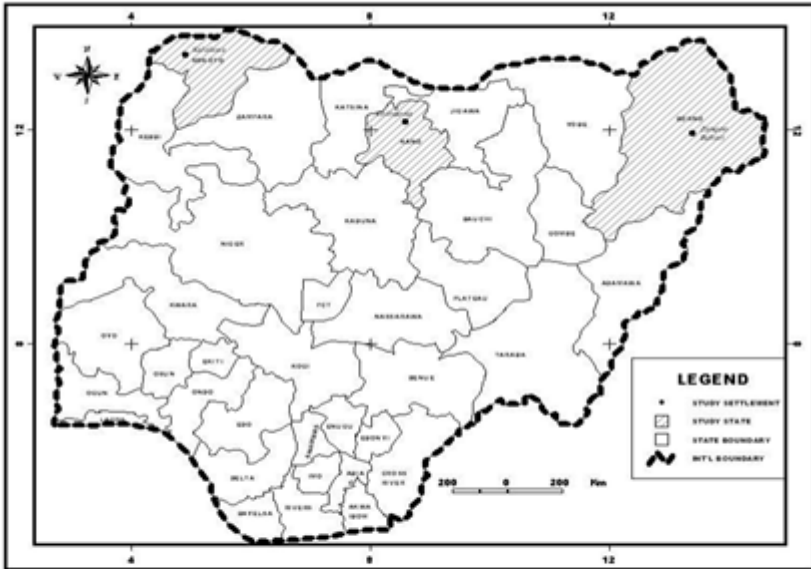 4 8 12
N
E
S
SOKOTO
KATSINA
JIGAWA
ZAMFARA
YOBE
BORNO
12
KEBBI
KANO
12
KADUNA
BAUCHI
GOMBE
NIGER
ADAMAWA
FCT
PLATEAU
KWARA
NASSARAWA
OYO
8
TARABA
8
EKITI
KOGI
BENUE
OSUN
OGUN
ONDO
LEGEND
STUDY SETTLEMENT
STUDY STATE
STATE BOUNDARY
INT'L BOUNDARY
EDO
ENUGU
EBONYI
DELTA
IMO
ABIA
CROSS
RIVER
200 0 200 Km
BAYELSA
RIVERS
AKWA
IBOM
4 8 12